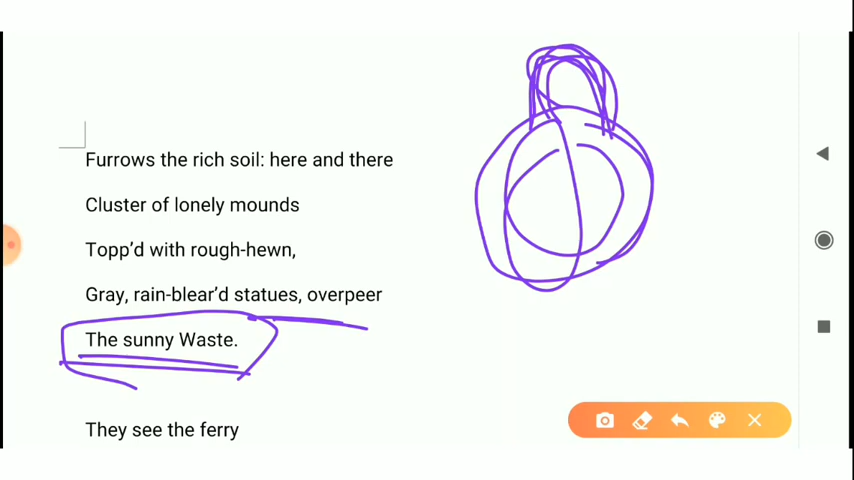 Furrows the rich soil: here and there
Cluster of lonely mounds
Topp’d with rough-hewn,
Gray, rain-blear’d statues, overpeer
The sunny Waste.
They see the ferry